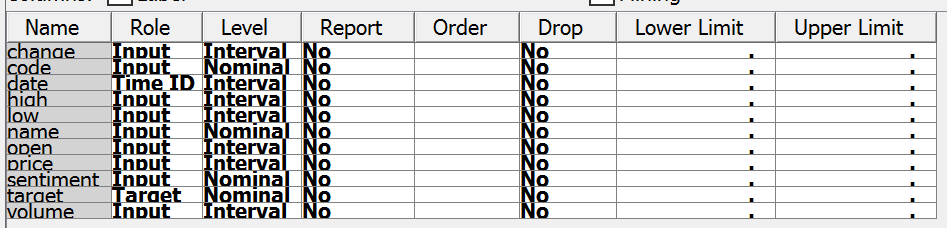 Columns: Label Mining
Name Role Level Report Order Drop Lower Limit Upper Limit
change Input Interval No No . .
code Input Nominal No No . .
date Time ID Interval No No . .
high Input Interval No No . .
low Input Interval No No . .
name Input Nominal No No . .
open Input Interval No No . .
price Input Interval No No . .
sentiment Input Nominal No No . .
target Target Nominal No No . .
volume Input Interval No No . .